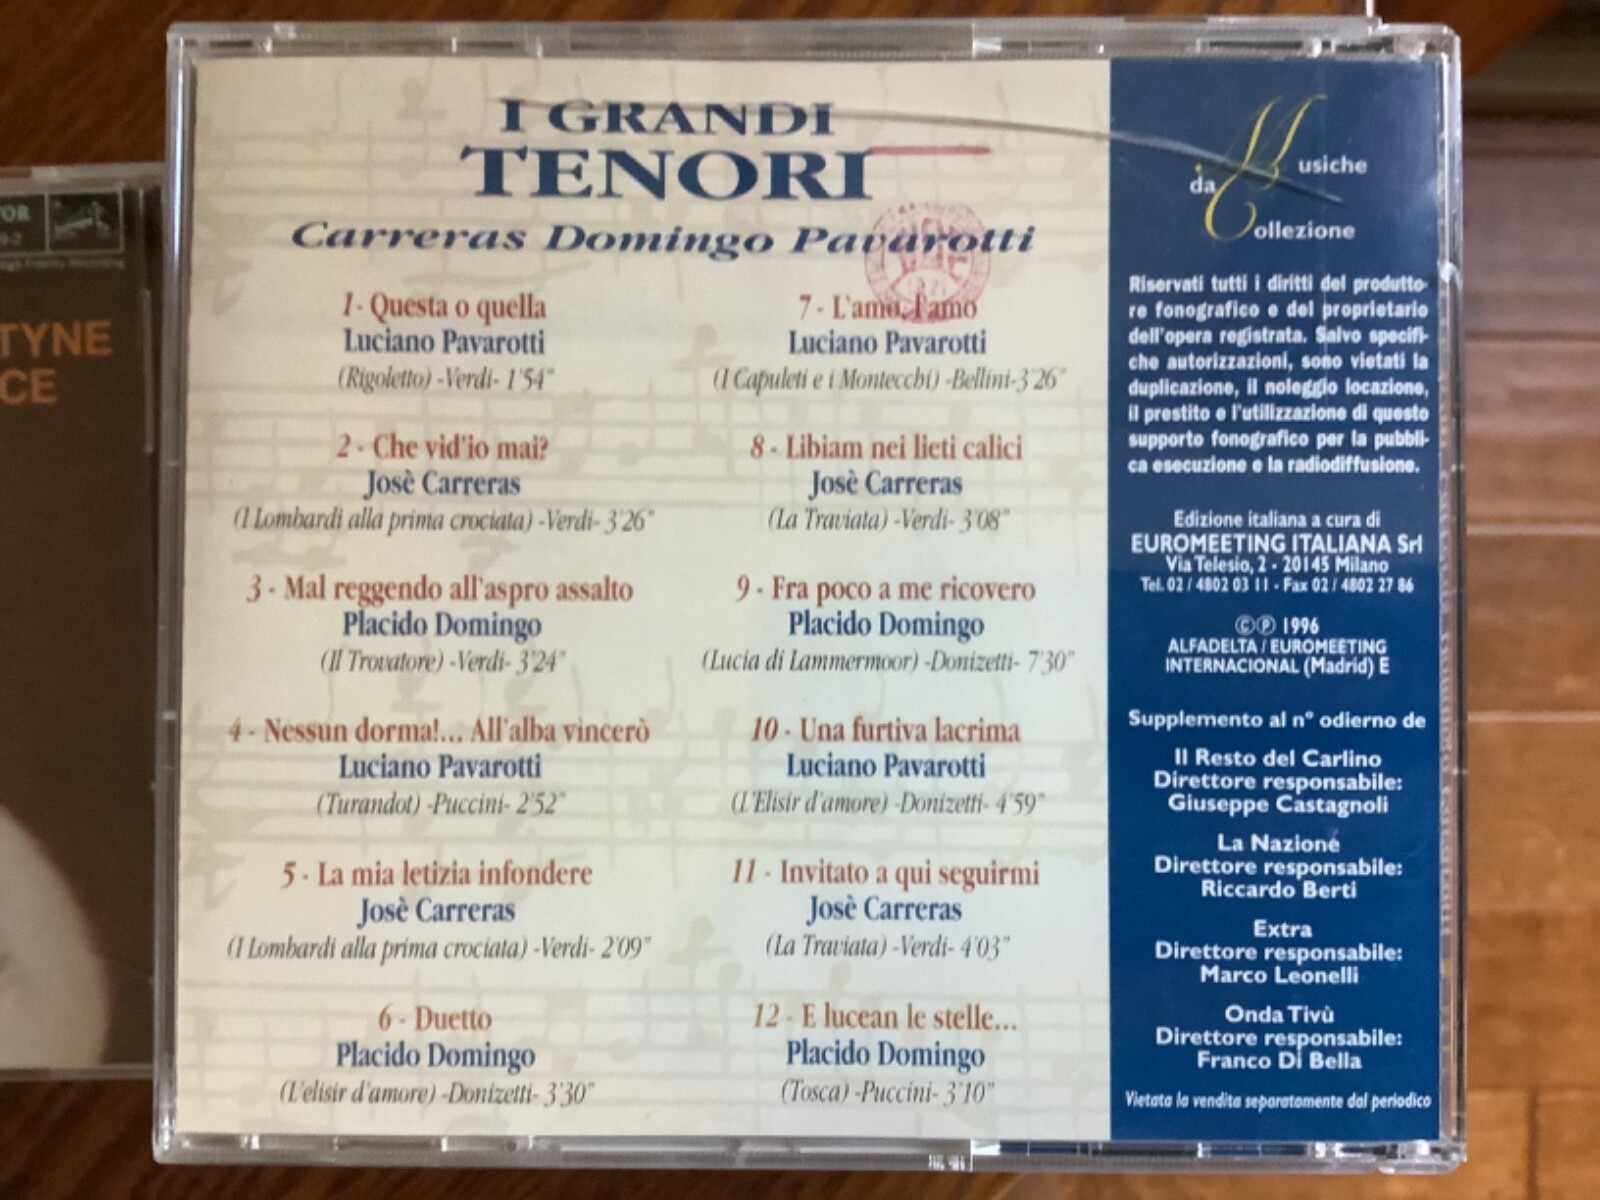 I GRANDI
TENORI
Carreras Domingo Pavarotti
1 - Questa o quella
Luciano Pavarotti
(Rigoletto) -Verdi- 1'54"
2 - Che vid'io mai?
Josè Carreras
(I Lombardi alla prima crociata) -Verdi- 3'26"
3 - Mal reggendo all'aspro assalto
Placido Domingo
(Il Trovatore) -Verdi- 3'24"
4 - Nessun dorma!... All'alba vincerò
Luciano Pavarotti
(Turandot) -Puccini- 2'52"
5 - La mia letizia infondere
Josè Carreras
(I Lombardi alla prima crociata) -Verdi- 2'09"
6 - Duetto
Placido Domingo
(L'elisir d'amore) -Donizetti- 3'30"
7 - L'amo, l'amo
Luciano Pavarotti
(I Capuleti e i Montecchi) -Bellini- 3'26"
8 - Libiam nei lieti calici
Josè Carreras
(La Traviata) -Verdi- 3'08"
9 - Fra poco a me ricovero
Placido Domingo
(Lucia di Lammermoor) -Donizetti- 7'30"
10 - Una furtiva lacrima
Luciano Pavarotti
(L'Elisir d'amore) -Donizetti- 4'59"
11 - Invitato a qui seguirmi
Josè Carreras
(La Traviata) -Verdi- 4'03"
12 - E lucean le stelle...
Placido Domingo
(Tosca) -Puccini- 3'10"
Musiche
da
Collezione
Riservati tutti i diritti del produtto-
re fonografico e del proprietario
dell'opera registrata. Salvo specifi-
che autorizzazioni, sono vietati la
duplicazione, il noleggio locazione,
il prestito e l'utilizzazione di questo
supporto fonografico per la pubbli-
ca esecuzione e la radiodiffusione.
Edizione italiana a cura di
EUROMEETING ITALIANA Srl
Via Telesio, 2 - 20145 Milano
Tel. 02 / 4802 03 11 - Fax 02 / 4802 27 86
©℗ 1996
ALFADELTA / EUROMEETING
INTERNACIONAL (Madrid) E
Supplemento al n° odierno de
Il Resto del Carlino
Direttore responsabile:
Giuseppe Castagnoli
La Nazione
Direttore responsabile:
Riccardo Berti
Extra
Direttore responsabile:
Marco Leonelli
Onda Tivù
Direttore responsabile:
Franco Di Bella
Vietata la vendita separatamente dal periodico
TYNE
CE